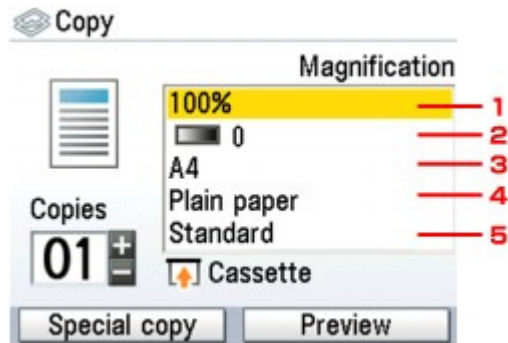 Copy
Magnification
100% 1
0 2
A4 3
Plain paper 4
Standard 5
Copies
01 + -
Cassette
Special copy Preview